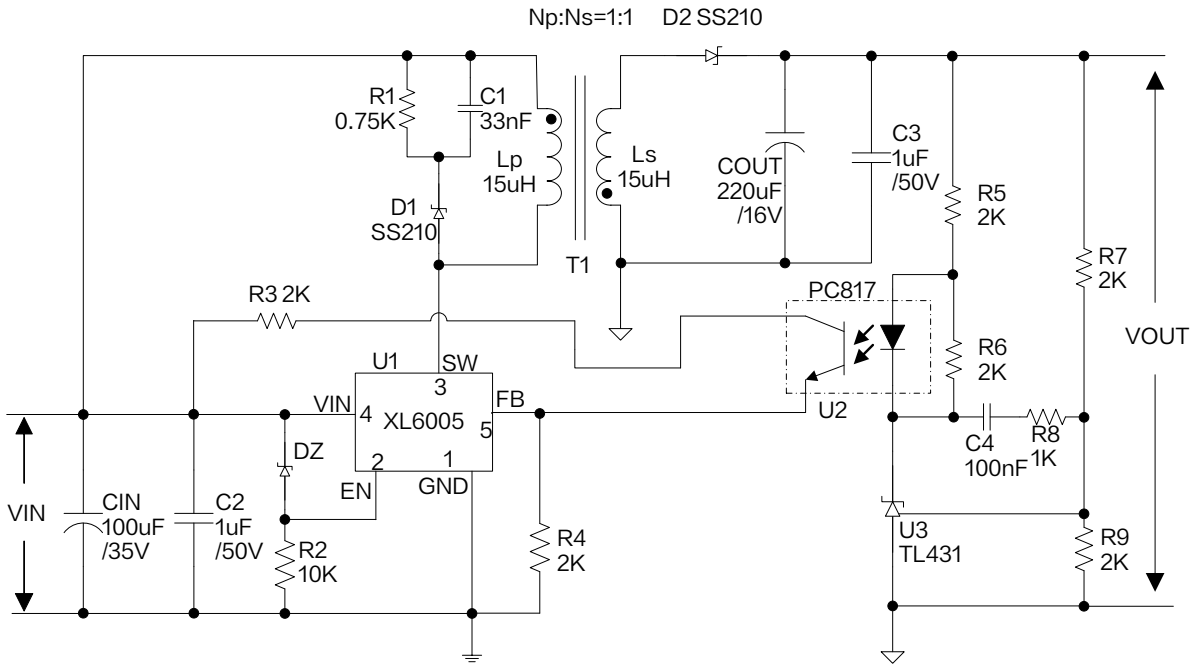 Np:Ns=1:1 D2 SS210
R1
0.75K
C1
33nF
Lp
15uH
Ls
15uH
T1
D1
SS210
COUT
220uF
/16V
C3
1uF
/50V
R5
2K
R7
2K
R3 2K
PC817
U2
R6
2K
VOUT
U1
SW
3
VIN
4
XL6005
FB
5
2
1
EN
GND
DZ
C4
100nF
R8
1K
VIN
CIN
100uF
/35V
C2
1uF
/50V
R2
10K
R4
2K
U3
TL431
R9
2K